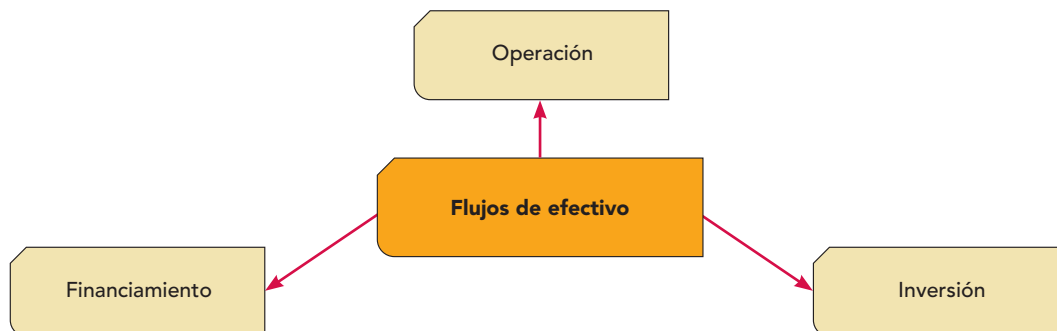 Operación
Flujos de efectivo
Financiamiento
Inversión